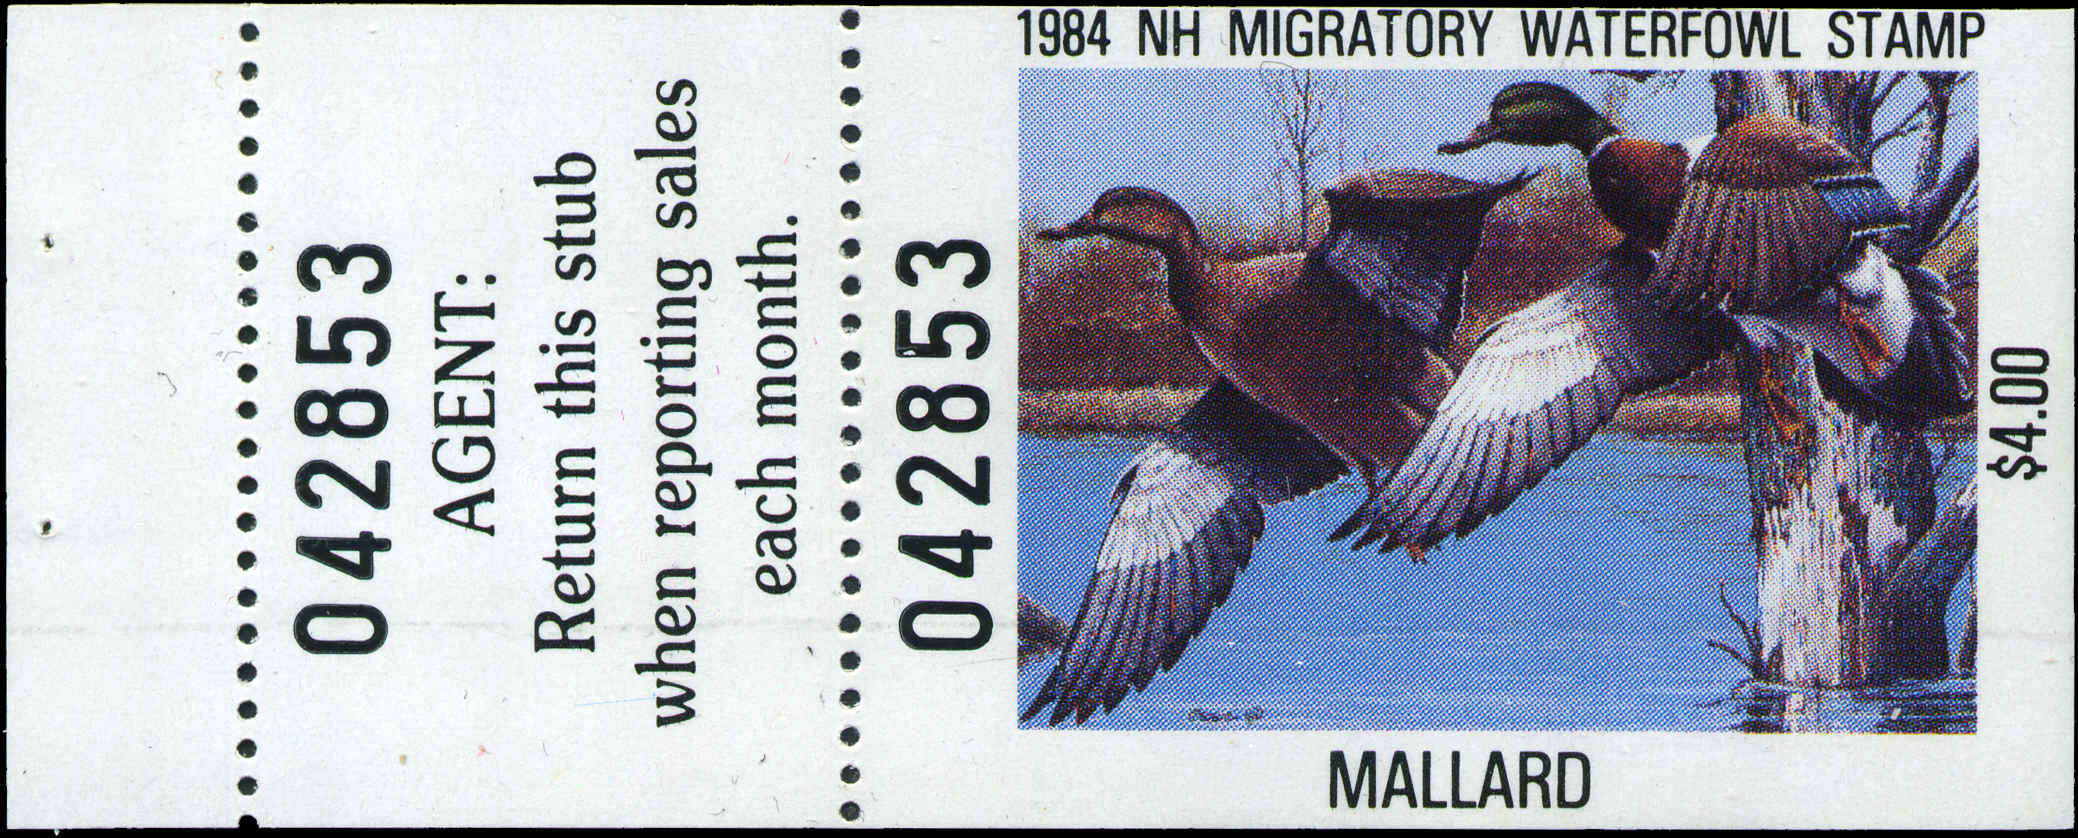 042853
AGENT:
Return this stub
when reporting sales
each month.
042853
1984 NH MIGRATORY WATERFOWL STAMP
$4.00
MALLARD